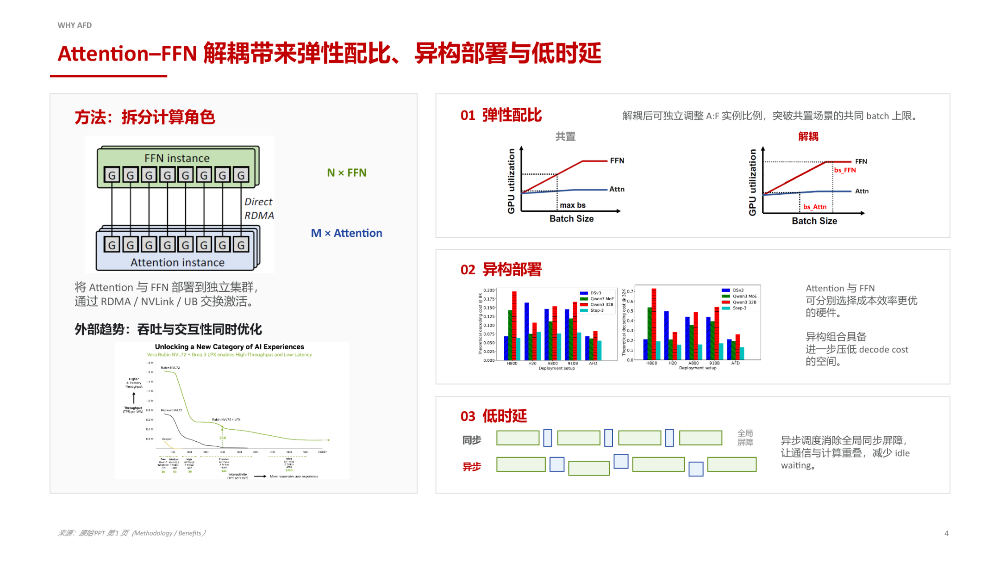 WHY AFD
Attention–FFN 解耦带来弹性配比、异构部署与低时延
方法：拆分计算角色
FFN instance
G G G G G G G G
Direct
RDMA
G G G G G G G G
Attention instance
N × FFN
M × Attention
将 Attention 与 FFN 部署到独立集群，
通过 RDMA / NVLink / UB 交换激活。
外部趋势：吞吐与交互性同时优化
Unlocking a New Category of AI Experiences
Vera Rubin NVL72 + Groq 3 LPX enables High-Throughput and Low-Latency
Higher
AI Factory
Throughput
Throughput
(TPS per MW)
1.8 M
1.6 M
1.4 M
1.2 M
1.0 M
0.8 M
0.6 M
0.4 M
0.2 M
Rubin NVL72
Blackwell NVL72
Hopper
Rubin NVL72 + LPX
35X
100 200 300 400 500 600 700 800 900 1,000+
Free Medium High Premium Ultra
GPT MoE GPT MoE GPT MoE
2 Trillion 2 Trillion 2 Trillion
128K 128K 400K 400K
$0 $3 $6 $45 $150
Interactivity
(TPS per User)
More responsive user experience
01 弹性配比
解耦后可独立调整 A:F 实例比例，突破共置场景的共同 batch 上限。
共置
GPU utilization
FFN
Attn
max bs
Batch Size
解耦
GPU utilization
FFN
bs_FFN
Attn
bs_Attn
Batch Size
02 异构部署
Theoretical decoding cost @ 8K
0.200
0.175
0.150
0.125
0.100
0.075
0.050
0.025
0.000
DSv3
Qwen3 MoE
Qwen3 32B
Step-3
H800 H20 A800 910B AFD
Deployment setup
Theoretical decoding cost @ 32K
0.7
0.6
0.5
0.4
0.3
0.2
0.1
0.0
DSv3
Qwen3 MoE
Qwen3 32B
Step-3
H800 H20 A800 910B AFD
Deployment setup
Attention 与 FFN
可分别选择成本效率更优
的硬件。
异构组合具备
进一步压低 decode cost
的空间。
03 低时延
同步
全局
屏障
异步
异步调度消除全局同步屏障，
让通信与计算重叠，减少 idle
waiting。
来源：原始PPT 第1 页（Methodology / Benefits）
4